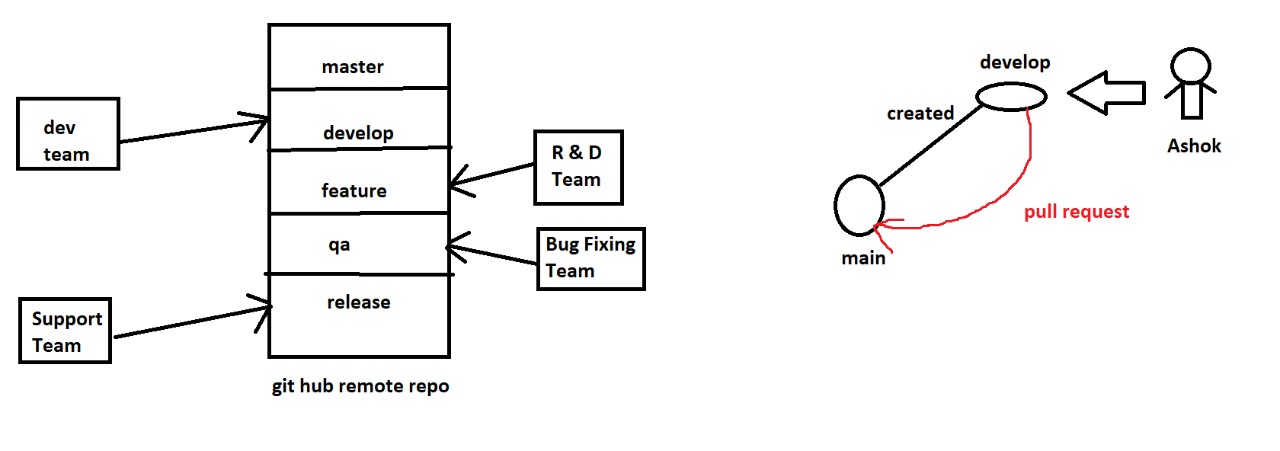 master
dev
team
develop
R & D
Team
feature
qa
Bug Fixing
Team
release
Support
Team
git hub remote repo
develop
created
Ashok
pull request
main